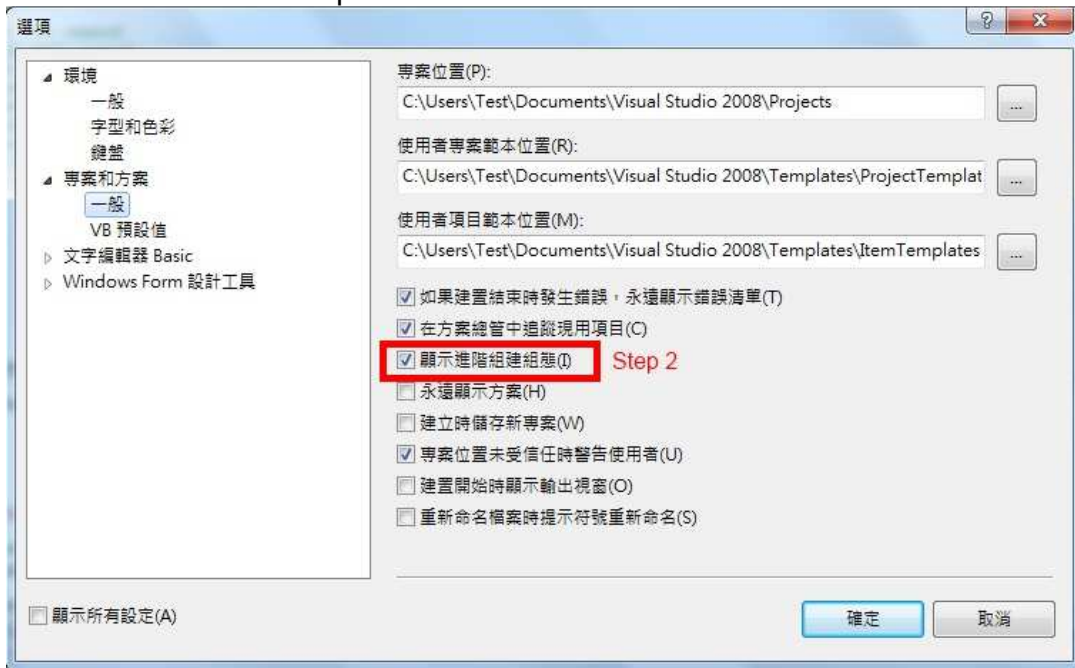 選項
環境
一般
字型和色彩
鍵盤
專案和方案
一般
VB 預設值
文字編輯器 Basic
Windows Form 設計工具
專案位置(P):
C:\Users\Test\Documents\Visual Studio 2008\Projects
...
使用者專案範本位置(R):
C:\Users\Test\Documents\Visual Studio 2008\Templates\ProjectTemplat
...
使用者項目範本位置(M):
C:\Users\Test\Documents\Visual Studio 2008\Templates\ItemTemplates
...
如果建置結束時發生錯誤，永遠顯示錯誤清單(T)
在方案總管中追蹤現用項目(C)
顯示進階組建組態(I) Step 2
永遠顯示方案(H)
建立時儲存新專案(W)
專案位置未受信任時警告使用者(U)
建置開始時顯示輸出視窗(O)
重新命名檔案時提示符號重新命名(S)
顯示所有設定(A)
確定
取消